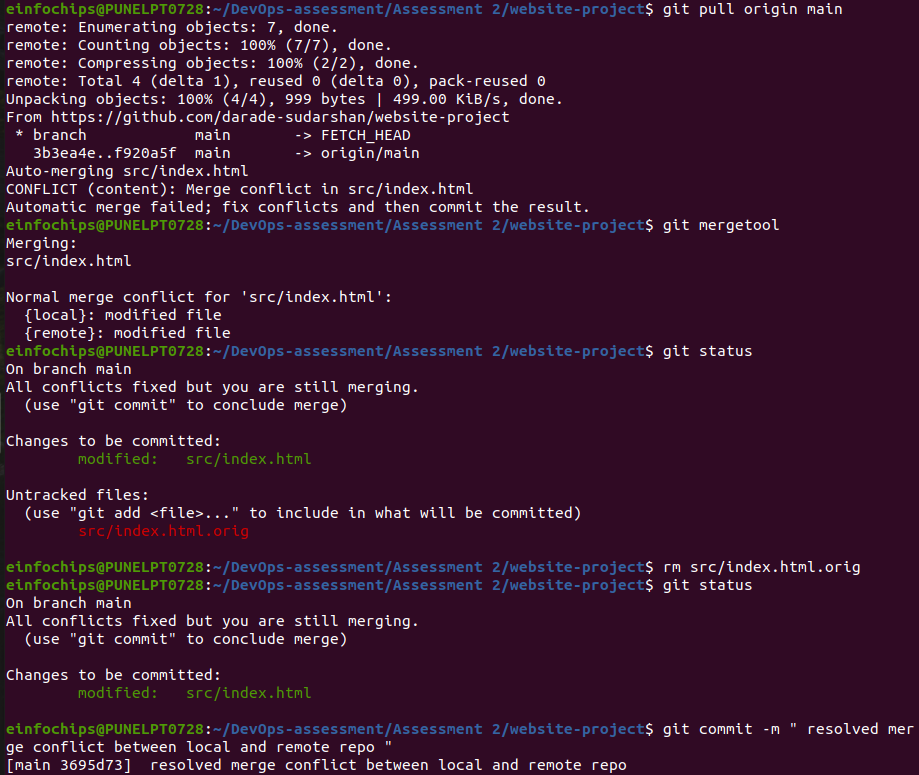 einfochips@PUNELPT0728:~/DevOps-assessment/Assessment 2/website-project$ git pull origin main
remote: Enumerating objects: 7, done.
remote: Counting objects: 100% (7/7), done.
remote: Compressing objects: 100% (2/2), done.
remote: Total 4 (delta 1), reused 0 (delta 0), pack-reused 0
Unpacking objects: 100% (4/4), 999 bytes | 499.00 KiB/s, done.
From https://github.com/darade-sudarshan/website-project
 * branch            main       -> FETCH_HEAD
   3b3ea4e..f920a5f  main       -> origin/main
Auto-merging src/index.html
CONFLICT (content): Merge conflict in src/index.html
Automatic merge failed; fix conflicts and then commit the result.
einfochips@PUNELPT0728:~/DevOps-assessment/Assessment 2/website-project$ git mergetool
Merging:
src/index.html

Normal merge conflict for 'src/index.html':
  {local}: modified file
  {remote}: modified file
einfochips@PUNELPT0728:~/DevOps-assessment/Assessment 2/website-project$ git status
On branch main
All conflicts fixed but you are still merging.
  (use "git commit" to conclude merge)

Changes to be committed:
        modified:   src/index.html

Untracked files:
  (use "git add <file>..." to include in what will be committed)
        src/index.html.orig

einfochips@PUNELPT0728:~/DevOps-assessment/Assessment 2/website-project$ rm src/index.html.orig
einfochips@PUNELPT0728:~/DevOps-assessment/Assessment 2/website-project$ git status
On branch main
All conflicts fixed but you are still merging.
  (use "git commit" to conclude merge)

Changes to be committed:
        modified:   src/index.html

einfochips@PUNELPT0728:~/DevOps-assessment/Assessment 2/website-project$ git commit -m " resolved mer
ge conflict between local and remote repo "
[main 3695d73]  resolved merge conflict between local and remote repo